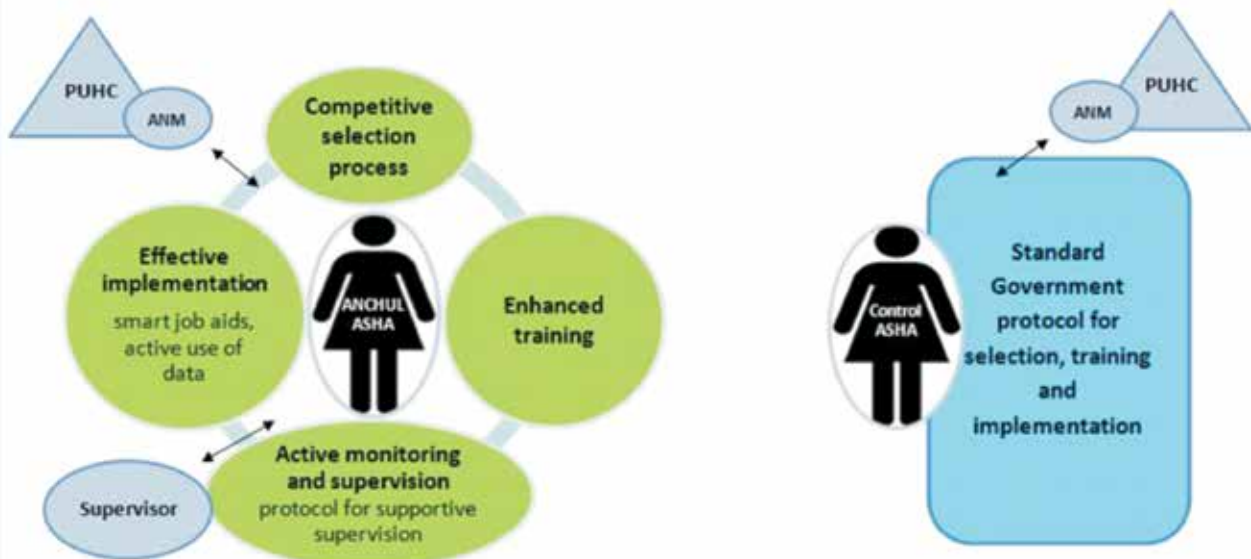 PUHC
ANM
Competitive
selection
process
Effective
implementation
smart job aids,
active use of
data
ANCHUL
ASHA
Enhanced
training
Active monitoring
and supervision
protocol for supportive
supervision
Supervisor
PUHC
ANM
Control
ASHA
Standard
Government
protocol for
selection, training
and
implementation